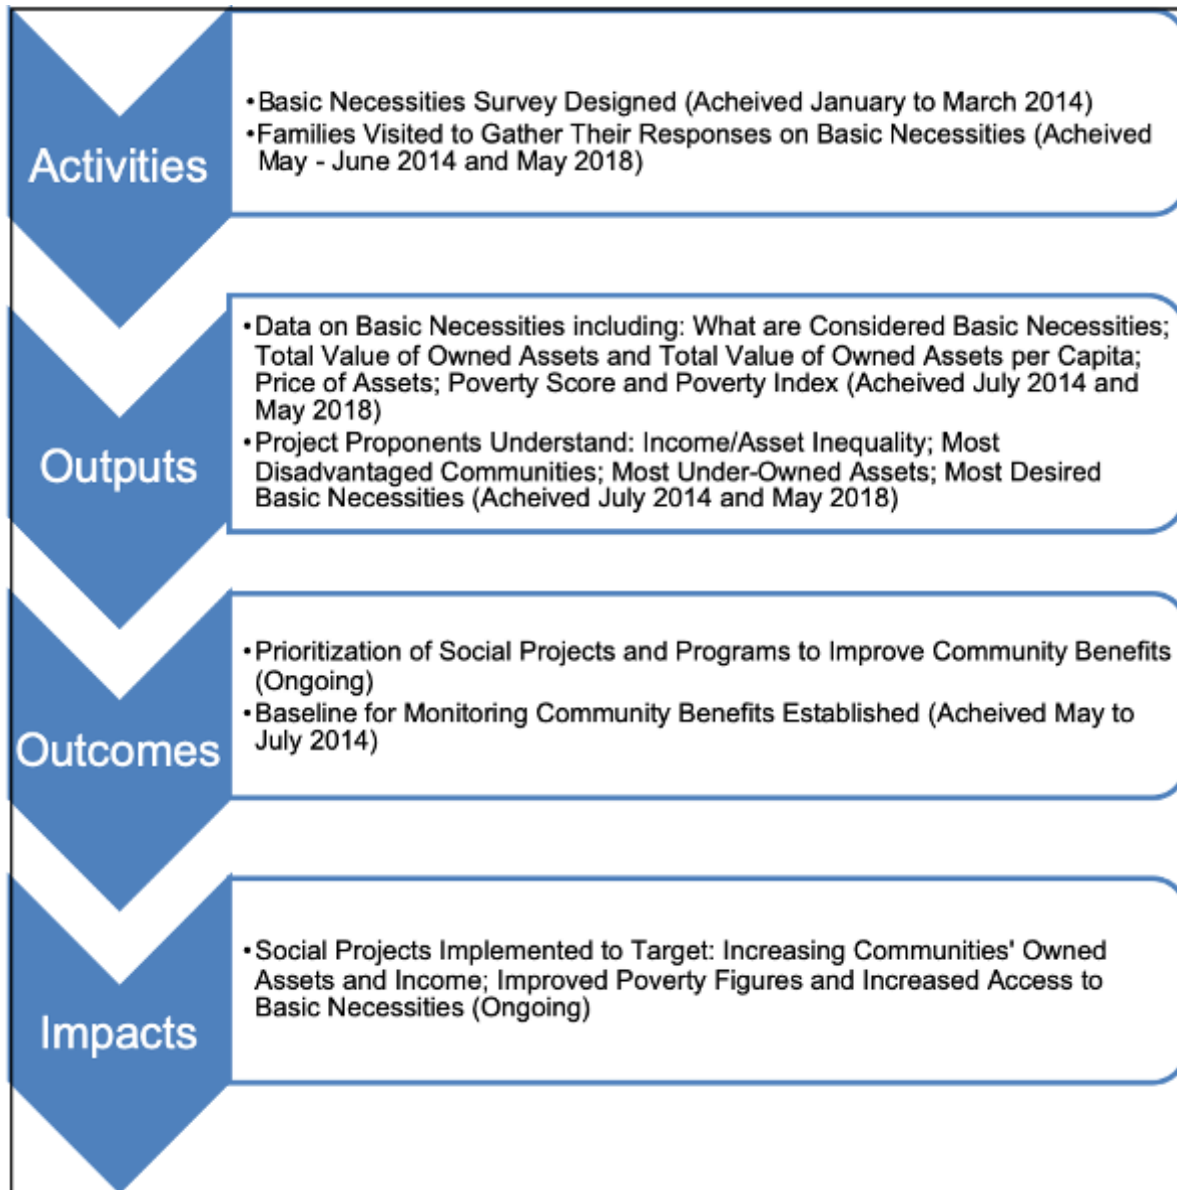 Activities
•Basic Necessities Survey Designed (Acheived January to March 2014)
•Families Visited to Gather Their Responses on Basic Necessities (Acheived
May - June 2014 and May 2018)
Outputs
•Data on Basic Necessities including: What are Considered Basic Necessities;
Total Value of Owned Assets and Total Value of Owned Assets per Capita;
Price of Assets; Poverty Score and Poverty Index (Acheived July 2014 and
May 2018)
•Project Proponents Understand: Income/Asset Inequality; Most
Disadvantaged Communities; Most Under-Owned Assets; Most Desired
Basic Necessities (Acheived July 2014 and May 2018)
Outcomes
•Prioritization of Social Projects and Programs to Improve Community Benefits
(Ongoing)
•Baseline for Monitoring Community Benefits Established (Acheived May to
July 2014)
Impacts
•Social Projects Implemented to Target: Increasing Communities' Owned
Assets and Income; Improved Poverty Figures and Increased Access to
Basic Necessities (Ongoing)